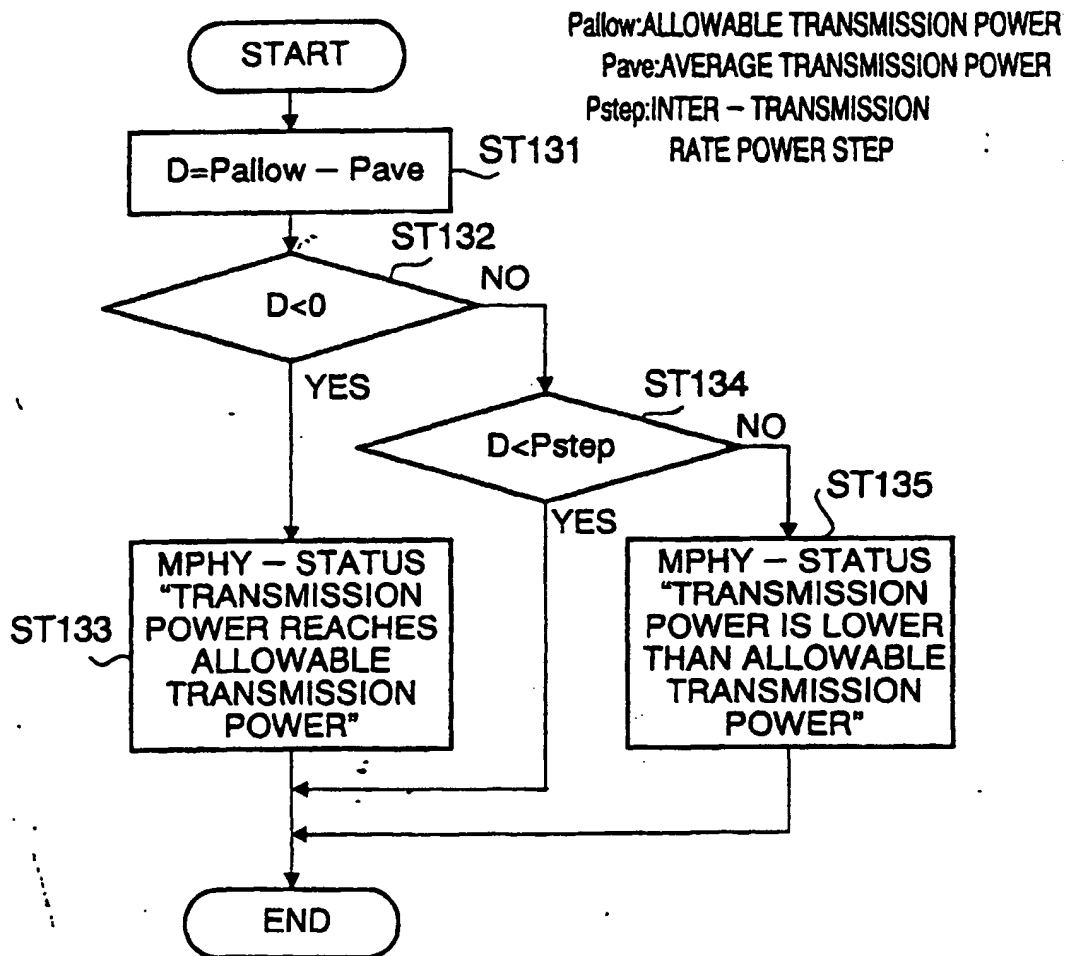 Pallow:ALLOWABLE TRANSMISSION POWER
Pave:AVERAGE TRANSMISSION POWER
Pstep:INTER – TRANSMISSION
RATE POWER STEP
START
D=Pallow – Pave
ST131
ST132
D<0
NO
YES
ST134
D<Pstep
NO
YES
ST135
MPHY – STATUS
“TRANSMISSION
POWER REACHES
ALLOWABLE
TRANSMISSION
POWER”
ST133
MPHY – STATUS
“TRANSMISSION
POWER IS LOWER
THAN ALLOWABLE
TRANSMISSION
POWER”
END